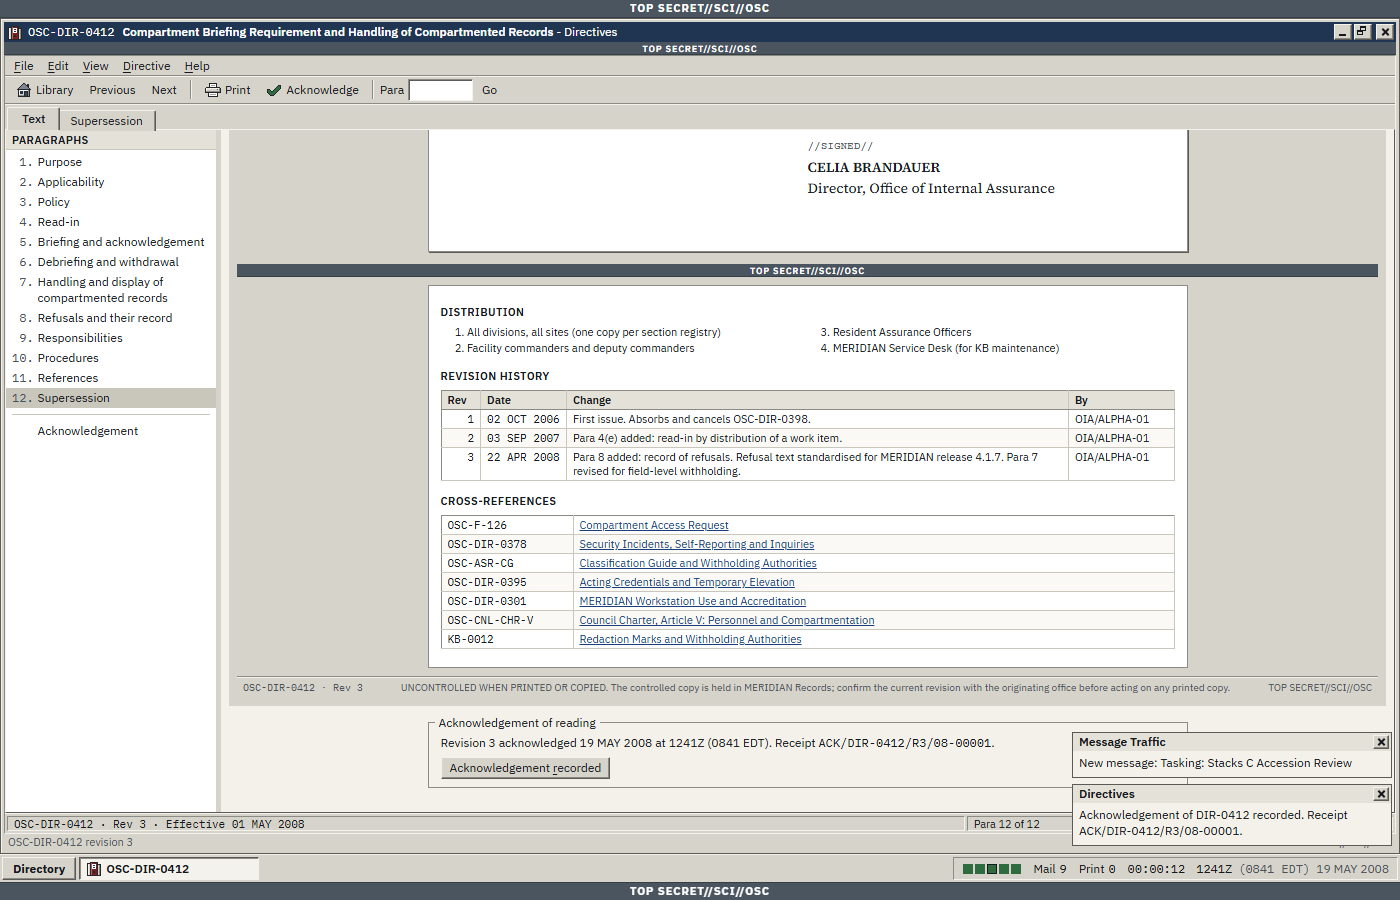 TOP SECRET//SCI//OSC
OSC-DIR-0412 Compartment Briefing Requirement and Handling of Compartmented Records - Directives
TOP SECRET//SCI//OSC
File Edit View Directive Help
Library Previous Next Print Acknowledge Para Go
Text Supersession
PARAGRAPHS
1. Purpose
2. Applicability
3. Policy
4. Read-in
5. Briefing and acknowledgement
6. Debriefing and withdrawal
7. Handling and display of
compartmented records
8. Refusals and their record
9. Responsibilities
10. Procedures
11. References
12. Supersession
Acknowledgement
//SIGNED//
CELIA BRANDAUER
Director, Office of Internal Assurance
TOP SECRET//SCI//OSC
DISTRIBUTION
1. All divisions, all sites (one copy per section registry)
2. Facility commanders and deputy commanders
3. Resident Assurance Officers
4. MERIDIAN Service Desk (for KB maintenance)
REVISION HISTORY
Rev Date Change By
1 02 OCT 2006 First issue. Absorbs and cancels OSC-DIR-0398. OIA/ALPHA-01
2 03 SEP 2007 Para 4(e) added: read-in by distribution of a work item. OIA/ALPHA-01
3 22 APR 2008 Para 8 added: record of refusals. Refusal text standardised for MERIDIAN release 4.1.7. Para 7 OIA/ALPHA-01
revised for field-level withholding.
CROSS-REFERENCES
OSC-F-126 Compartment Access Request
OSC-DIR-0378 Security Incidents, Self-Reporting and Inquiries
OSC-ASR-CG Classification Guide and Withholding Authorities
OSC-DIR-0395 Acting Credentials and Temporary Elevation
OSC-DIR-0301 MERIDIAN Workstation Use and Accreditation
OSC-CNL-CHR-V Council Charter, Article V: Personnel and Compartmentation
KB-0012 Redaction Marks and Withholding Authorities
OSC-DIR-0412 · Rev 3 UNCONTROLLED WHEN PRINTED OR COPIED. The controlled copy is held in MERIDIAN Records; confirm the current revision with the originating office before acting on any printed copy. TOP SECRET//SCI//OSC
Acknowledgement of reading
Revision 3 acknowledged 19 MAY 2008 at 1241Z (0841 EDT). Receipt ACK/DIR-0412/R3/08-00001.
Acknowledgement recorded
Message Traffic
New message: Tasking: Stacks C Accession Review
Directives
Acknowledgement of DIR-0412 recorded. Receipt
ACK/DIR-0412/R3/08-00001.
OSC-DIR-0412 · Rev 3 · Effective 01 MAY 2008 Para 12 of 12
OSC-DIR-0412 revision 3
Directory OSC-DIR-0412 Mail 9 Print 0 00:00:12 1241Z (0841 EDT) 19 MAY 2008
TOP SECRET//SCI//OSC